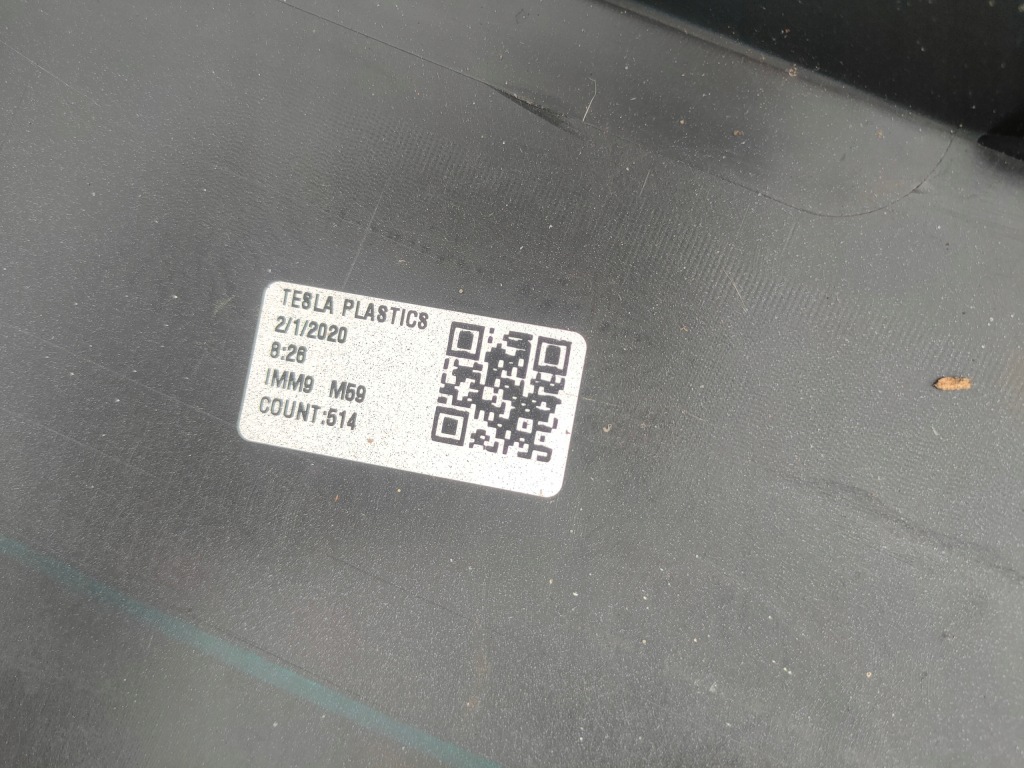 TESLA PLASTICS
2/1/2020
8:26
IMM9 M59
COUNT:514